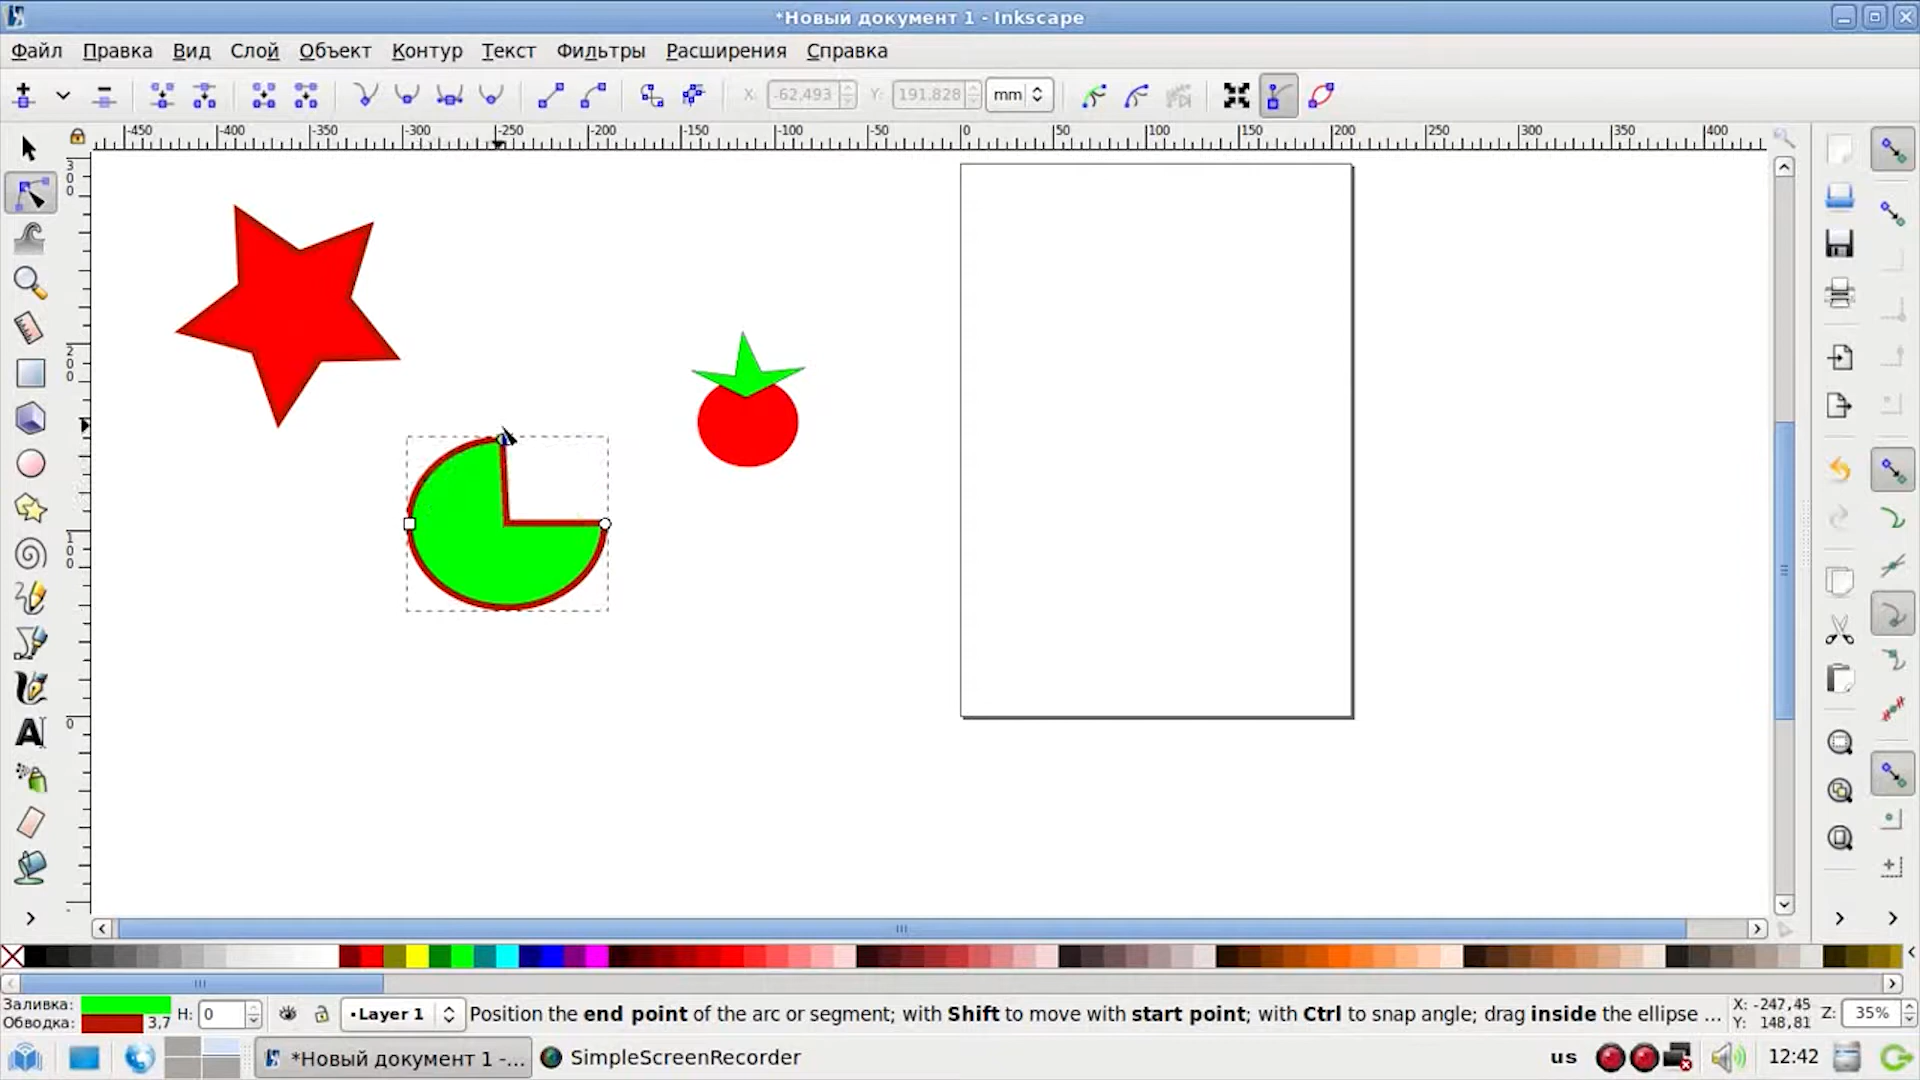 *Новый документ 1 - Inkscape
Файл Правка Вид Слой Объект Контур Текст Фильтры Расширения Справка
X: -62,493 Y: 191.828 mm
-450 -400 -350 -300 -250 -200 -150 -100 -50 0 50 100 150 200 250 300 350 400
300
200
100
0
Заливка:
Обводка: 3,7
Н: 0
•Layer 1
Position the end point of the arc or segment; with Shift to move with start point; with Ctrl to snap angle; drag inside the ellipse ...
X: -247,45
Y: 148,81
Z: 35%
*Новый документ 1 -...
SimpleScreenRecorder
us
12:42